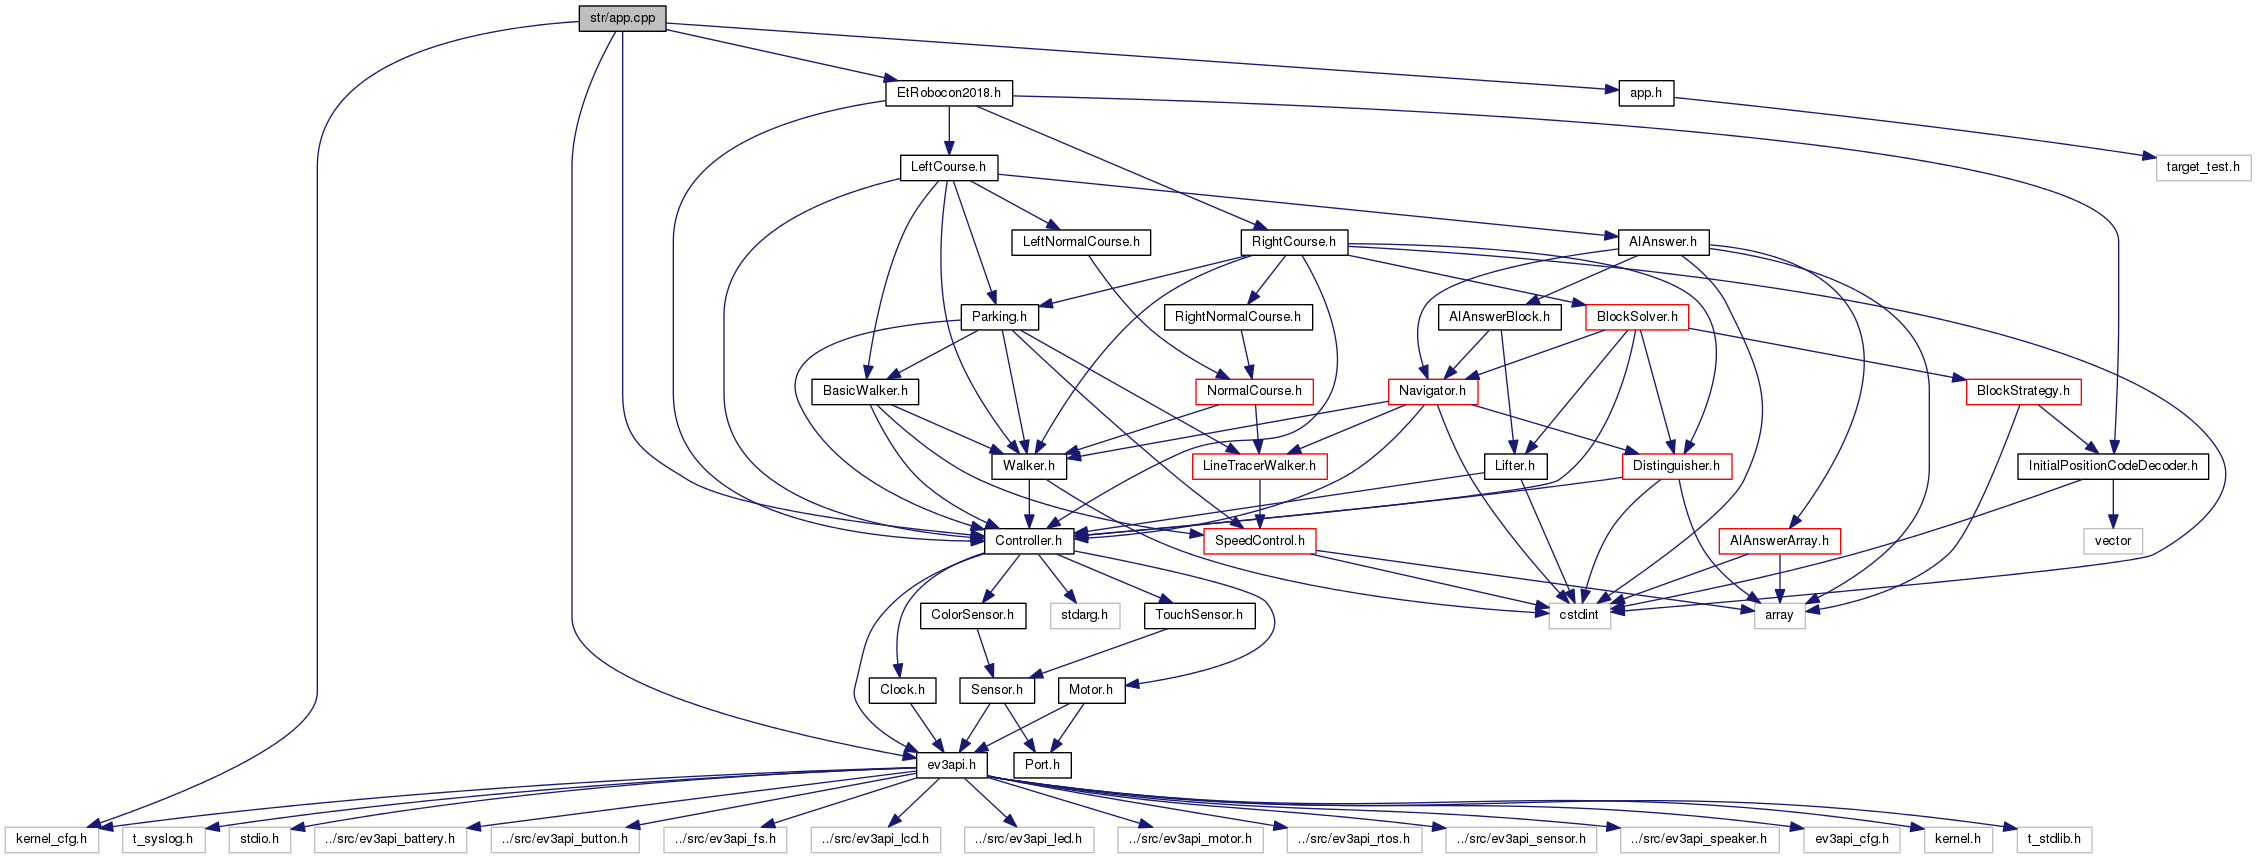 str/app.cpp
EtRobocon2018.h
app.h
LeftCourse.h
target_test.h
LeftNormalCourse.h
RightCourse.h
AIAnswer.h
Parking.h
RightNormalCourse.h
AIAnswerBlock.h
BlockSolver.h
BasicWalker.h
NormalCourse.h
Navigator.h
BlockStrategy.h
Walker.h
LineTracerWalker.h
Lifter.h
Distinguisher.h
InitialPositionCodeDecoder.h
Controller.h
SpeedControl.h
AIAnswerArray.h
vector
ColorSensor.h
stdarg.h
TouchSensor.h
cstdint
array
Clock.h
Sensor.h
Motor.h
ev3api.h
Port.h
kernel_cfg.h
t_syslog.h
stdio.h
../src/ev3api_battery.h
../src/ev3api_button.h
../src/ev3api_fs.h
../src/ev3api_lcd.h
../src/ev3api_led.h
../src/ev3api_motor.h
../src/ev3api_rtos.h
../src/ev3api_sensor.h
../src/ev3api_speaker.h
ev3api_cfg.h
kernel.h
t_stdlib.h